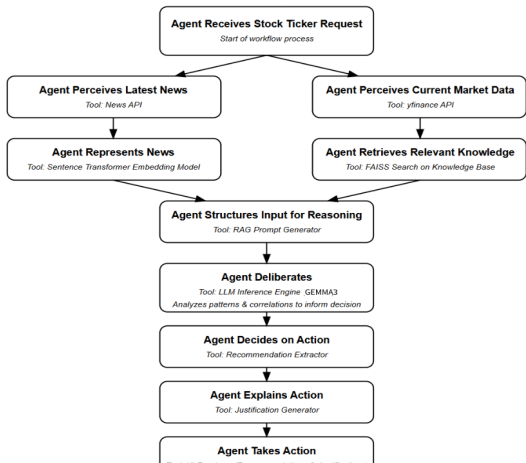 Agent Receives Stock Ticker Request
Start of workflow process
Agent Perceives Latest News
Tool: News API
Agent Perceives Current Market Data
Tool: yfinance API
Agent Represents News
Tool: Sentence Transformer Embedding Model
Agent Retrieves Relevant Knowledge
Tool: FAISS Search on Knowledge Base
Agent Structures Input for Reasoning
Tool: RAG Prompt Generator
Agent Deliberates
Tool: LLM Inference Engine GEMMA3
Analyzes patterns & correlations to inform decision
Agent Decides on Action
Tool: Recommendation Extractor
Agent Explains Action
Tool: Justification Generator
Agent Takes Action